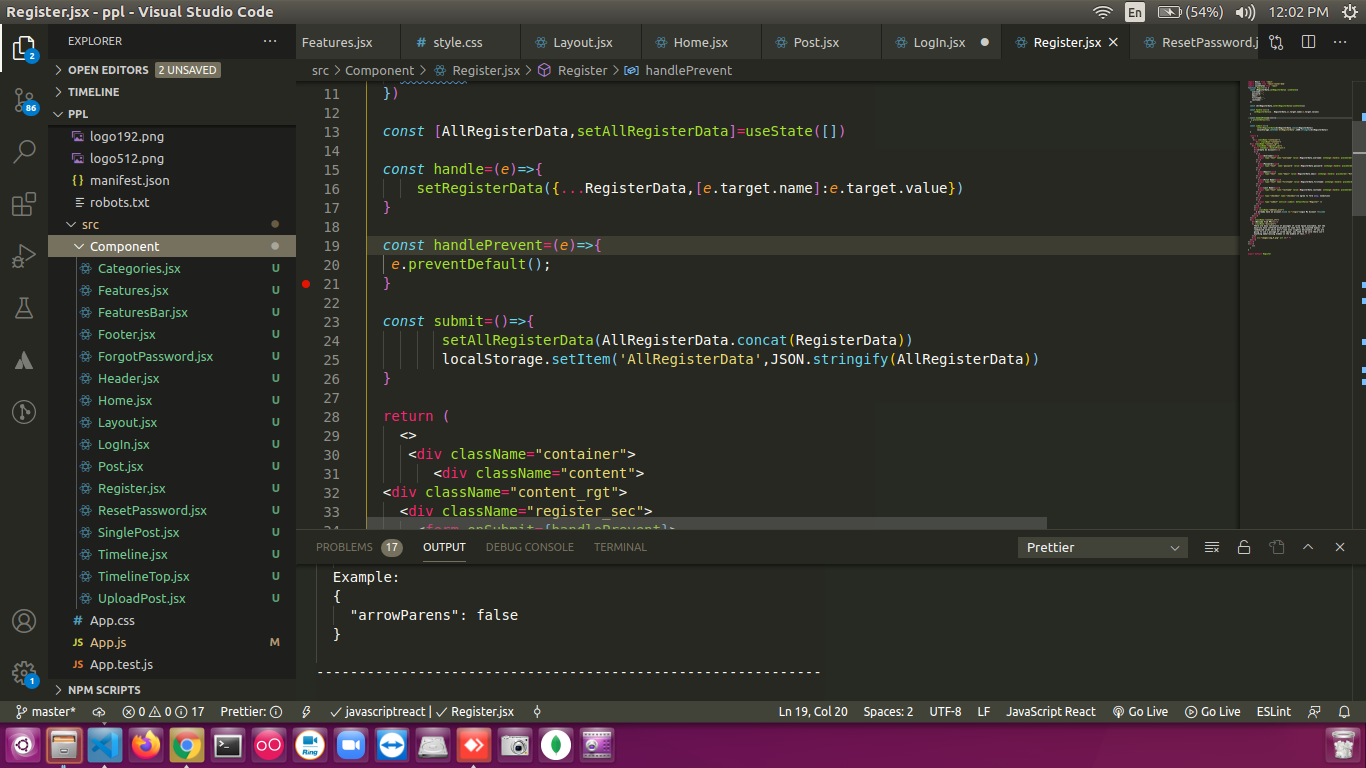 Register.jsx - ppl - Visual Studio Code
En
(54%)
12:02 PM
EXPLORER
Features.jsx
# style.css
Layout.jsx
Home.jsx
Post.jsx
LogIn.jsx
Register.jsx
ResetPassword.j
2
86
1
OPEN EDITORS 2 UNSAVED
TIMELINE
PPL
logo192.png
logo512.png
{} manifest.json
robots.txt
src
Component
Categories.jsx U
Features.jsx U
FeaturesBar.jsx U
Footer.jsx U
ForgotPassword.jsx U
Header.jsx U
Home.jsx U
Layout.jsx U
LogIn.jsx U
Post.jsx U
Register.jsx U
ResetPassword.jsx U
SinglePost.jsx U
Timeline.jsx U
TimelineTop.jsx U
UploadPost.jsx U
# App.css
JS App.js M
JS App.test.js
NPM SCRIPTS
src > Component > Register.jsx > Register > handlePrevent
11 })
12
13 const [AllRegisterData,setAllRegisterData]=useState([])
14
15 const handle=(e)=>{
16 setRegisterData({...RegisterData,[e.target.name]:e.target.value})
17 }
18
19 const handlePrevent=(e)=>{
20 e.preventDefault();
21 }
22
23 const submit=()=>{
24 setAllRegisterData(AllRegisterData.concat(RegisterData))
25 localStorage.setItem('AllRegisterData',JSON.stringify(AllRegisterData))
26 }
27
28 return (
29 <>
30 <div className="container">
31 <div className="content">
32 <div className="content_rgt">
33 <div className="register_sec">
34 <form onSubmit={handlePrevent}>
PROBLEMS 17
OUTPUT
DEBUG CONSOLE
TERMINAL
Prettier
Example:
{
"arrowParens": false
}
------------------------------------------------------------
master*
0 0 17
Prettier:
javascriptreact | Register.jsx
Ln 19, Col 20
Spaces: 2
UTF-8
LF
JavaScript React
Go Live
Go Live
ESLint
Ring